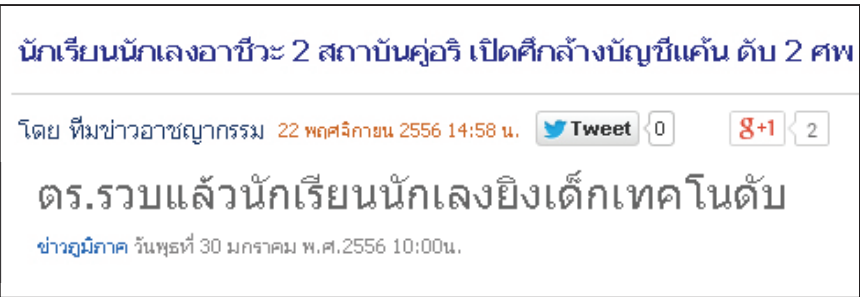 นักเรียนนักเลงอาชีวะ 2 สถาบันคู่อริ เปิดศึกล้างบัญชีแค้น ดับ 2 ศพ
โดย ทีมข่าวอาชญากรรม 22 พฤศจิกายน 2556 14:58 น. Tweet 0 g+1 2
ตร.รวบแล้วนักเรียนนักเลงยิงเด็กเทคโนดับ
ข่าวภูมิภาค วันพุธที่ 30 มกราคม พ.ศ.2556 10:00น.